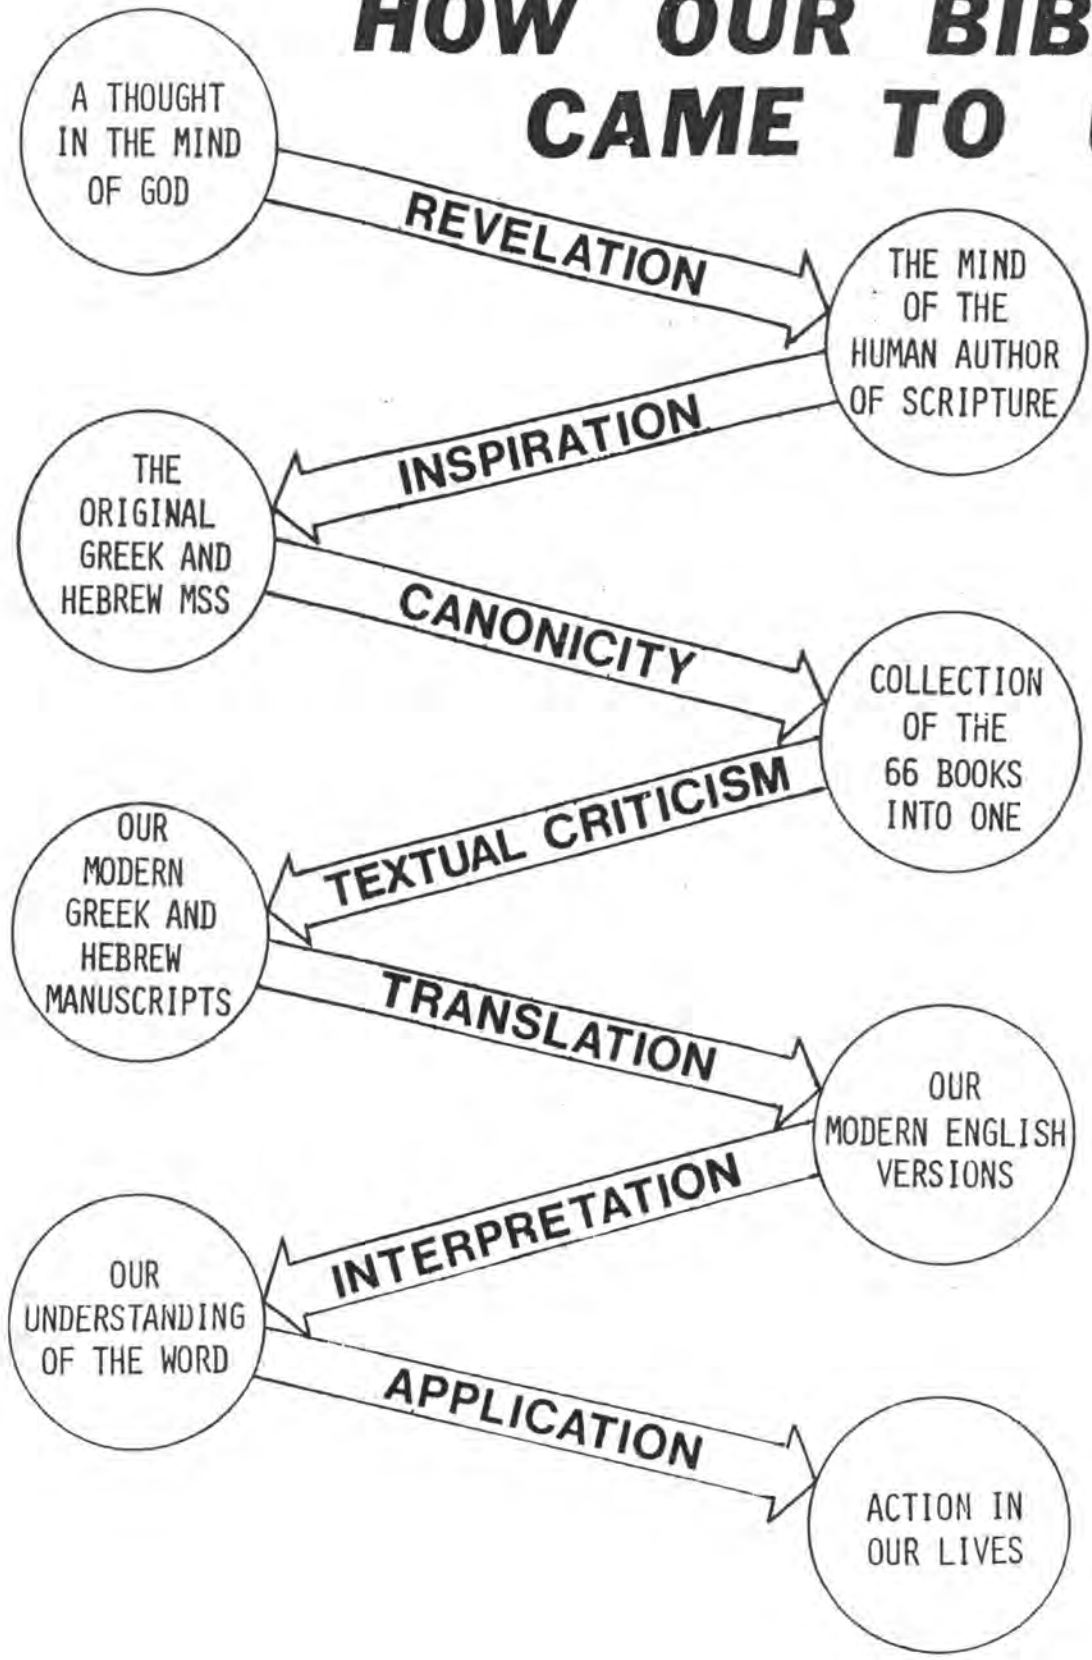 HOW OUR BIB
CAME TO
A THOUGHT
IN THE MIND
OF GOD
REVELATION
THE MIND
OF THE
HUMAN AUTHOR
OF SCRIPTURE
INSPIRATION
THE
ORIGINAL
GREEK AND
HEBREW MSS
CANONICITY
COLLECTION
OF THE
66 BOOKS
INTO ONE
TEXTUAL CRITICISM
OUR
MODERN
GREEK AND
HEBREW
MANUSCRIPTS
TRANSLATION
OUR
MODERN ENGLISH
VERSIONS
INTERPRETATION
OUR
UNDERSTANDING
OF THE WORD
APPLICATION
ACTION IN
OUR LIVES